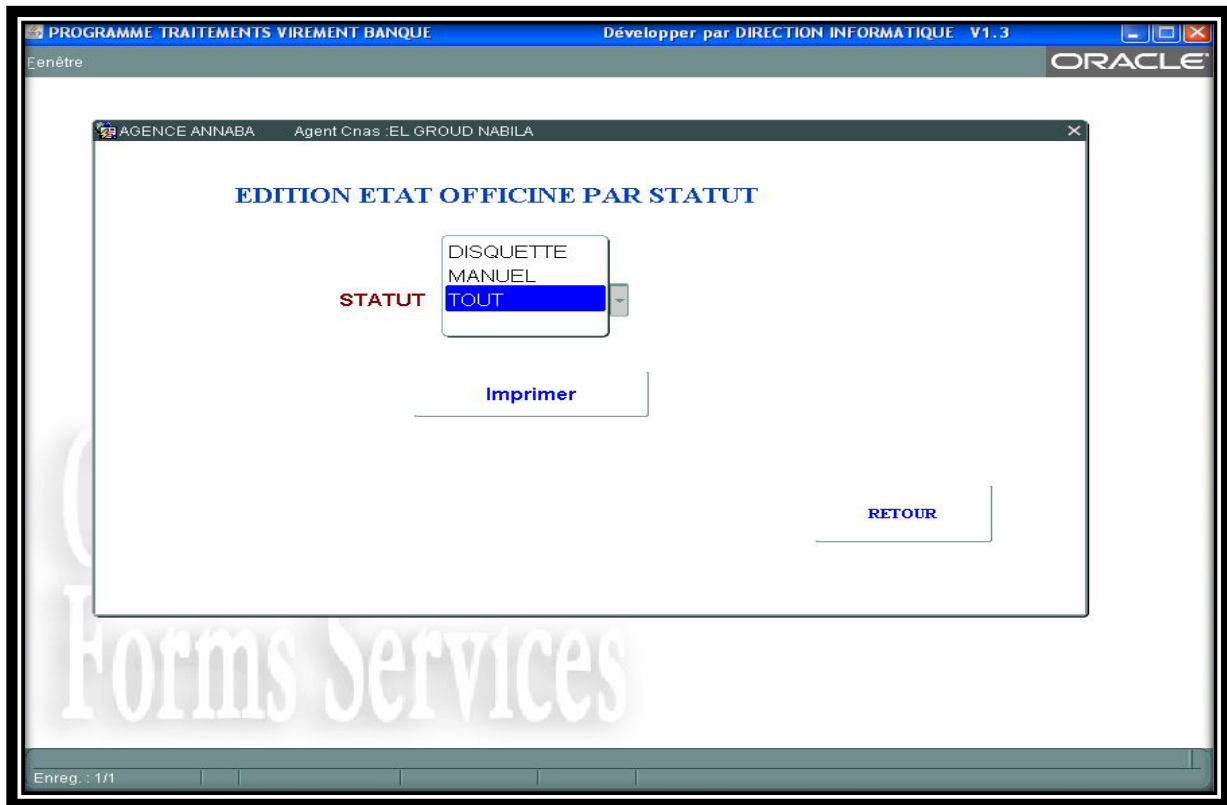 PROGRAMME TRAITEMENTS VIREMENT BANQUE Développer par DIRECTION INFORMATIQUE V1.3
Fenêtre ORACLE
AGENCE ANNABA Agent Cnas :EL GROUD NABILA
EDITION ETAT OFFICINE PAR STATUT
DISQUETTE
MANUEL
STATUT TOUT
Imprimer
RETOUR
Forms Services
Enreg. : 1/1